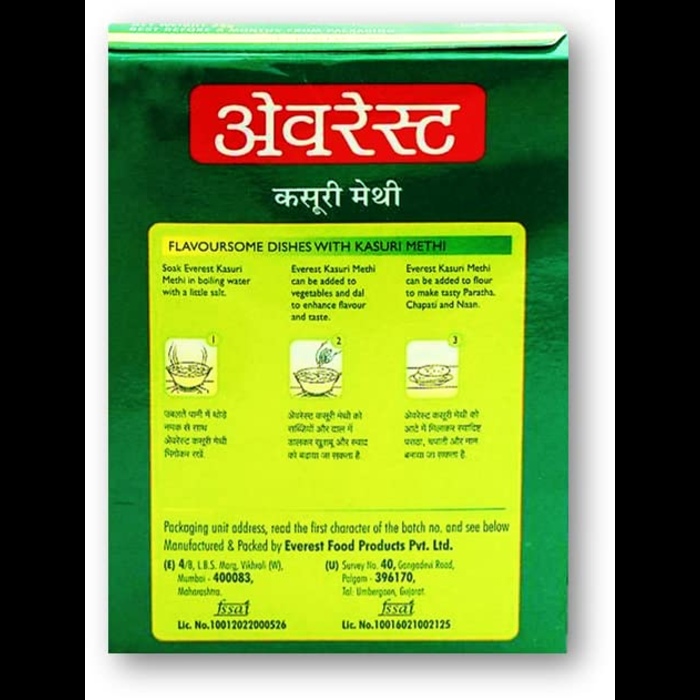 BEST BEFORE 6 MONTHS FROM PACKAGING
अेवरेस्ट
कसूरी मेथी
FLAVOURSOME DISHES WITH KASURI METHI
Soak Everest Kasuri
Methi in boiling water
with a little salt.
Everest Kasuri Methi
can be added to
vegetables and dal
to enhance flavour
and taste.
Everest Kasuri Methi
can be added to flour
to make tasty Paratha,
Chapati and Naan.
1
2
3
उबलते पानी में थोड़े
नमक के साथ
अेवरेस्ट कसूरी मेथी
भिगोकर रखें.
अेवरेस्ट कसूरी मेथी को
सब्जियों और दाल में
डालकर खुशबू और स्वाद
को बढ़ाया जा सकता है.
अेवरेस्ट कसूरी मेथी को
आटे में मिलाकर स्वादिष्ट
पराठा, चपाती और नान
बनाया जा सकता है.
Packaging unit address, read the first character of the batch no. and see below
Manufactured & Packed by Everest Food Products Pvt. Ltd.
(E) 4/B, L.B.S. Marg, Vikhroli (W),
Mumbai - 400083,
Maharashtra.
fssai
Lic. No.10012022000526
(U) Survey No. 40, Gangadevi Road,
Palgam - 396170,
Tal: Umbergaon, Gujarat.
fssai
Lic. No.10016021002125